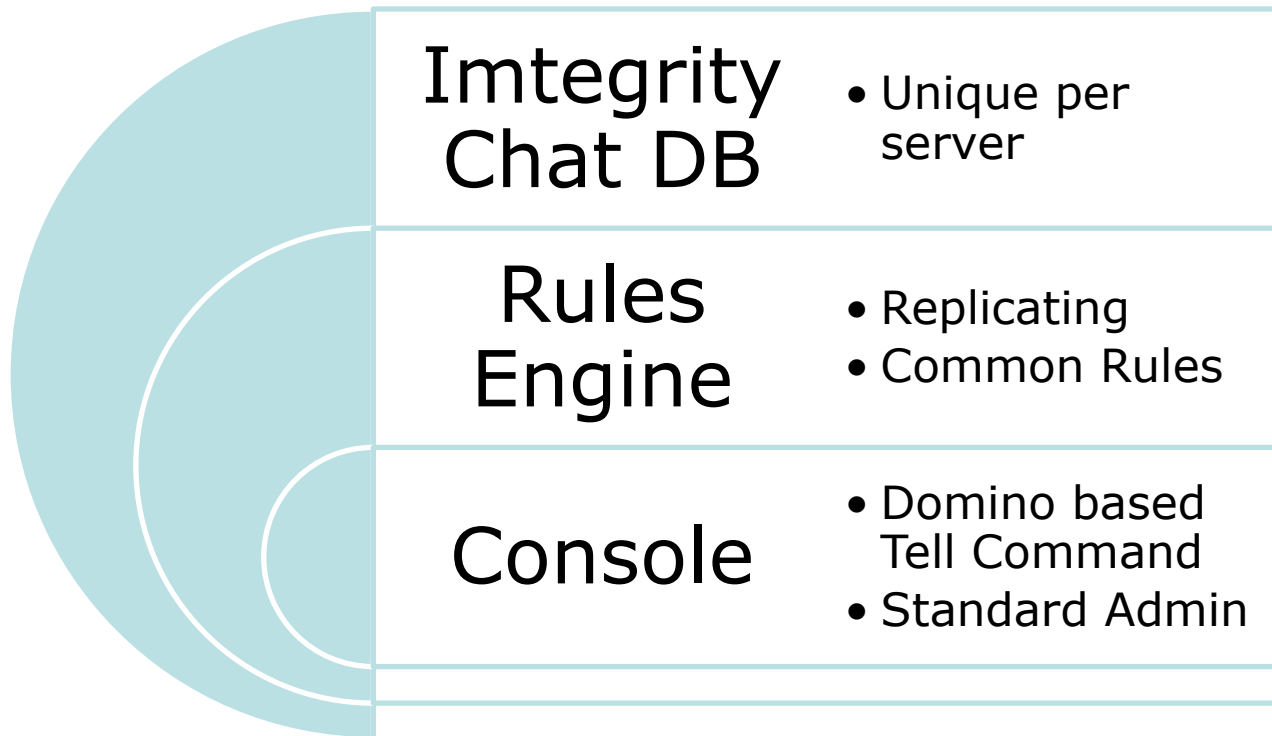 Imtegrity
Chat DB
• Unique per
server
Rules
Engine
• Replicating
• Common Rules
Console
• Domino based
Tell Command
• Standard Admin